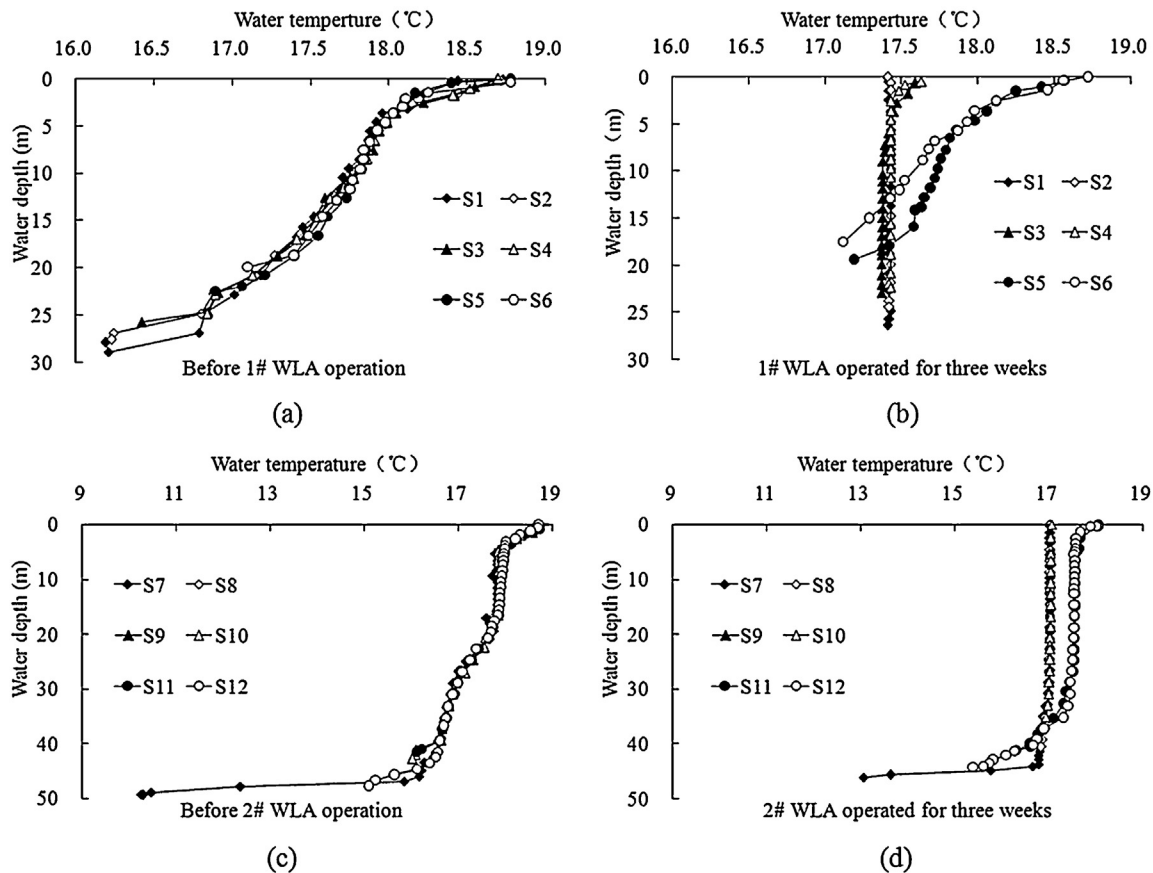 Water temperture（℃）
16.0 16.5 17.0 17.5 18.0 18.5 19.0
0
5
10
15
20
25
30
Water depth (m)
S1 S2
S3 S4
S5 S6
Before 1# WLA operation
(a)
Water temperture（℃）
16.0 17.0 17.5 18.0 18.5 19.0
0
5
10
15
20
25
30
Water depth（m）
S1 S2
S3 S4
S5 S6
1# WLA operated for three weeks
(b)
Water temperature（℃）
9 11 13 15 17 19
0
10
20
30
40
50
Water depth (m)
S7 S8
S9 S10
S11 S12
Before 2# WLA operation
(c)
Water temperature（℃）
9 13 15 17 19
0
10
20
30
40
50
Water depth (m)
S7 S8
S9 S10
S11 S12
2# WLA operated for three weeks
(d)